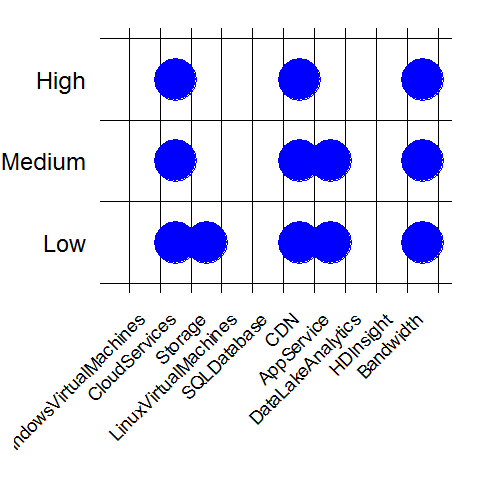 High
Medium
Low
ndowsVirtualMachines
CloudServices
Storage
LinuxVirtualMachines
SQLDatabase
CDN
AppService
DataLakeAnalytics
HDInsight
Bandwidth